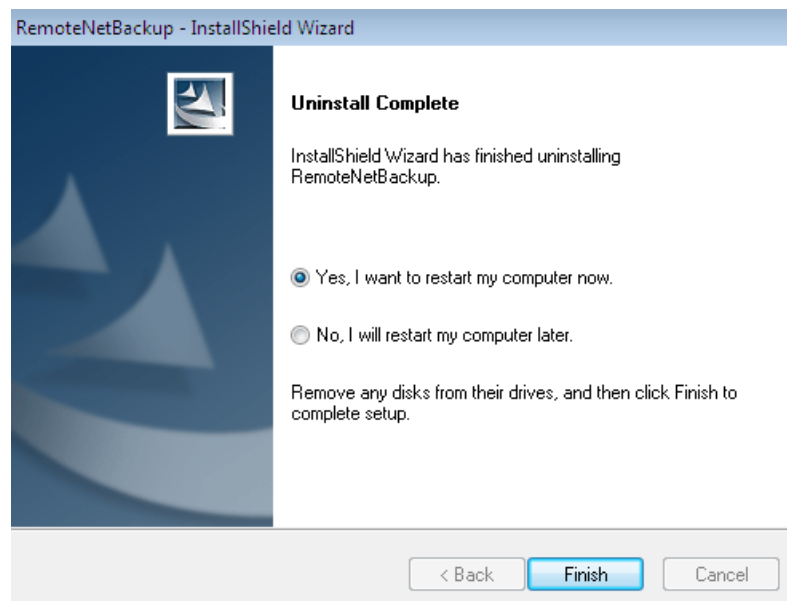 RemoteNetBackup - InstallShield Wizard
Uninstall Complete
InstallShield Wizard has finished uninstalling
RemoteNetBackup.
Yes, I want to restart my computer now.
No, I will restart my computer later.
Remove any disks from their drives, and then click Finish to
complete setup.
< Back
Finish
Cancel